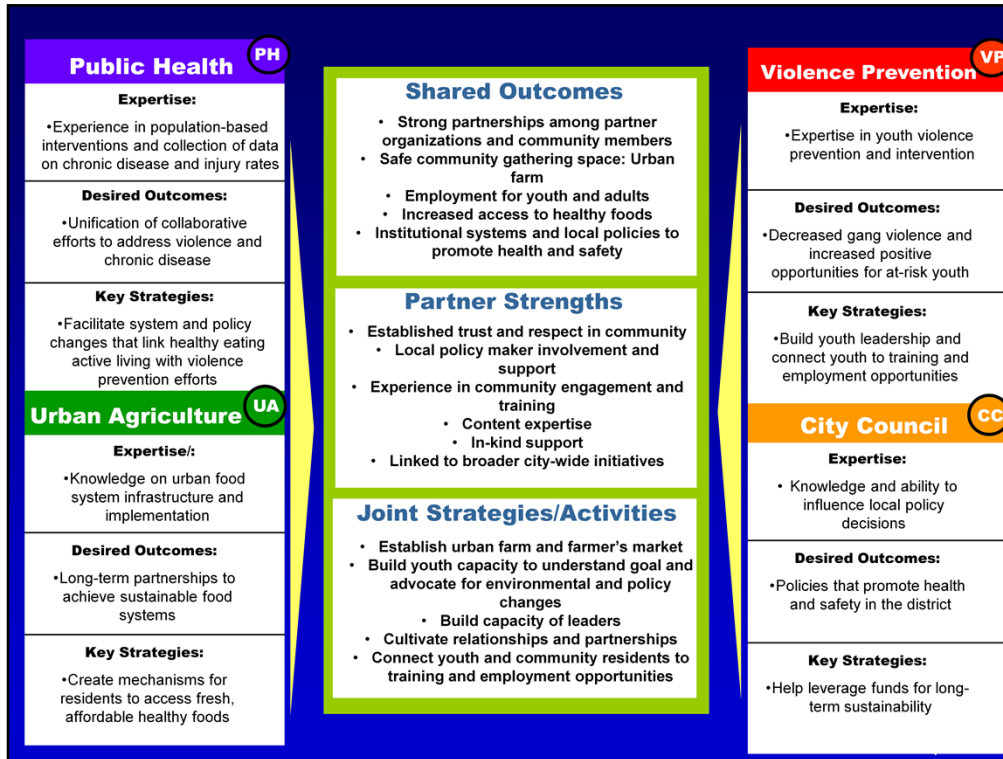 Public Health
PH
Expertise:
•Experience in population-based
interventions and collection of data
on chronic disease and injury rates
Desired Outcomes:
•Unification of collaborative
efforts to address violence and
chronic disease
Key Strategies:
•Facilitate system and policy
changes that link healthy eating
active living with violence
prevention efforts
Urban Agriculture
UA
Expertise/:
•Knowledge on urban food
system infrastructure and
implementation
Desired Outcomes:
•Long-term partnerships to
achieve sustainable food
systems
Key Strategies:
•Create mechanisms for
residents to access fresh,
affordable healthy foods
Shared Outcomes
• Strong partnerships among partner
organizations and community
members
• Safe community gathering space: Urban
farm
• Employment for youth and adults
• Increased access to healthy foods
• Institutional systems and local policies to
promote health and safety
Partner Strengths
• Established trust and respect in community
• Local policy maker involvement and
support
• Experience in community engagement and
training
• Content expertise
• In-kind support
• Linked to broader city-wide initiatives
Joint Strategies/Activities
• Establish urban farm and farmer's market
• Build youth capacity to understand goal and
advocate for environmental and policy
changes
• Build capacity of leaders
• Cultivate relationships and partnerships
• Connect youth and community residents to
training and employment opportunities
Violence Prevention
VP
Expertise:
•Expertise in youth violence
prevention and intervention
Desired Outcomes:
•Decreased gang violence and
increased positive
opportunities for at-risk youth
Key Strategies:
•Build youth leadership and
connect youth to training and
employment opportunities
City Council
CC
Expertise:
• Knowledge and ability to
influence local policy
decisions
Desired Outcomes:
•Policies that promote health
and safety in the district
Key Strategies:
•Help leverage funds for long-
term sustainability